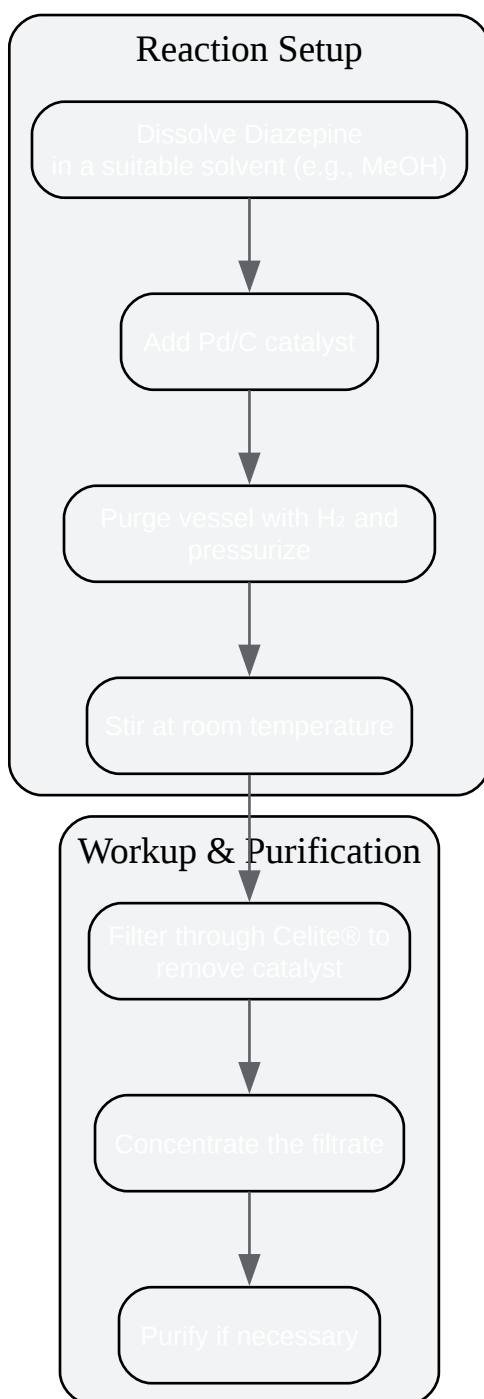 Reaction Setup
Dissolve Diazepine
in a suitable solvent (e.g., MeOH)
Add Pd/C catalyst
Purge vessel with H₂ and
pressurize
Stir at room temperature
Workup & Purification
Filter through Celite® to
remove catalyst
Concentrate the filtrate
Purify if necessary